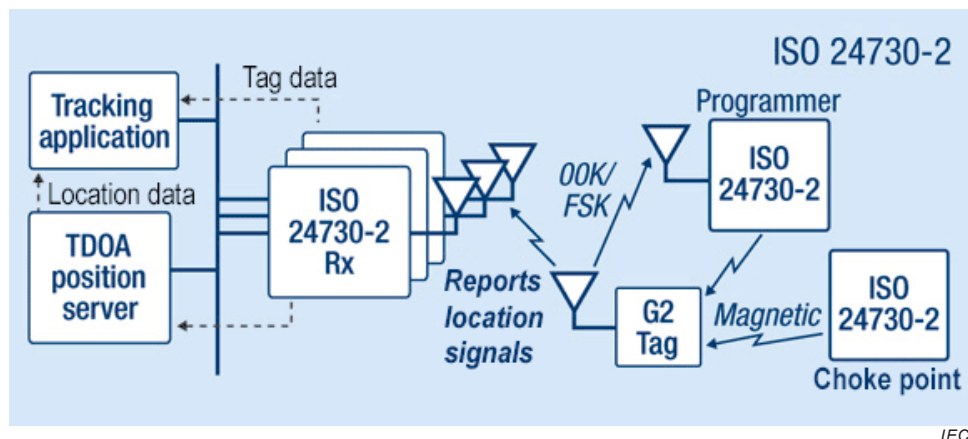 ISO 24730-2
Tag data
Tracking
application
Location data
TDOA
position
server
ISO
24730-2
Rx
Reports
location
signals
OOK/
FSK
Programmer
ISO
24730-2
G2
Tag
Magnetic
ISO
24730-2
Choke point
IEC